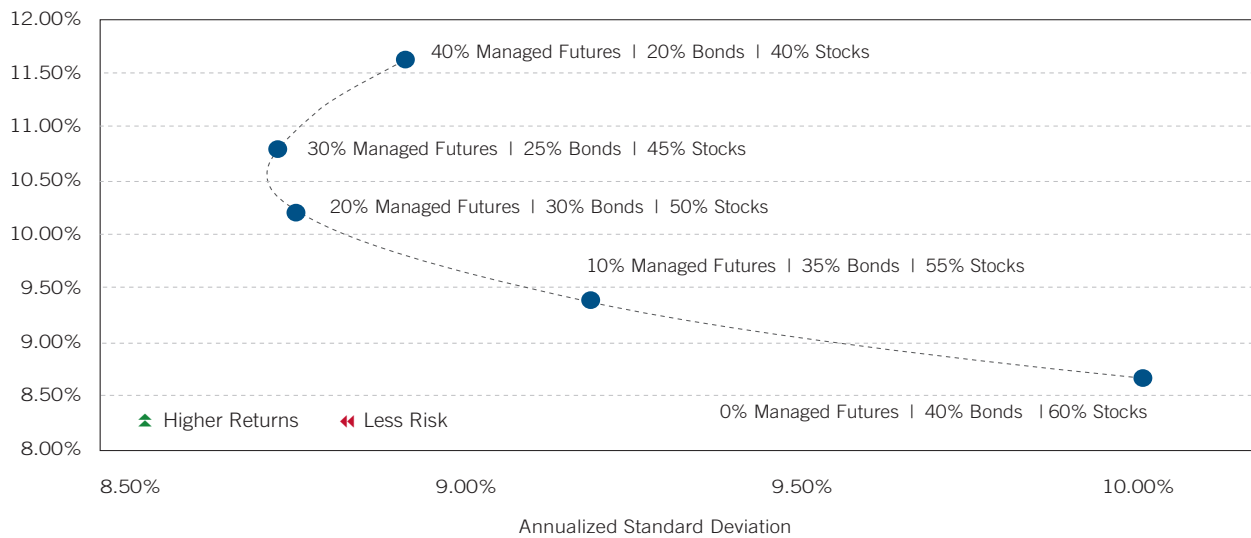 12.00%
40% Managed Futures | 20% Bonds | 40% Stocks
11.50%
11.00%
30% Managed Futures | 25% Bonds | 45% Stocks
10.50%
20% Managed Futures | 30% Bonds | 50% Stocks
10.00%
10% Managed Futures | 35% Bonds | 55% Stocks
9.50%
9.00%
8.50%
0% Managed Futures | 40% Bonds | 60% Stocks
Higher Returns Less Risk
8.00%
8.50% 9.00% 9.50% 10.00%
Annualized Standard Deviation